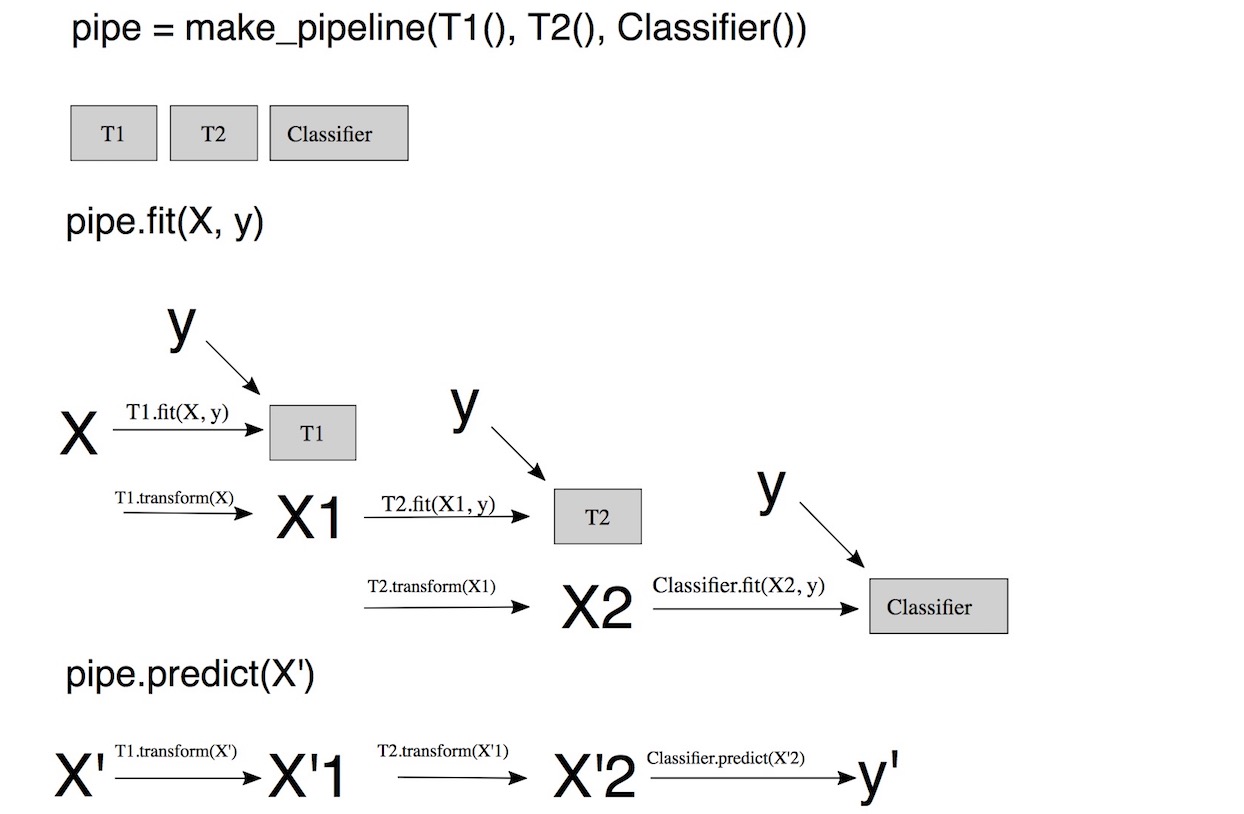 pipe = make_pipeline(T1(), T2(), Classifier())
T1 T2 Classifier
pipe.fit(X, y)
y
X T1.fit(X, y) T1
y
T1.transform(X) X1 T2.fit(X1, y) T2
y
T2.transform(X1) X2 Classifier.fit(X2, y) Classifier
pipe.predict(X')
X' T1.transform(X') X'1 T2.transform(X'1) X'2 Classifier.predict(X'2) y'